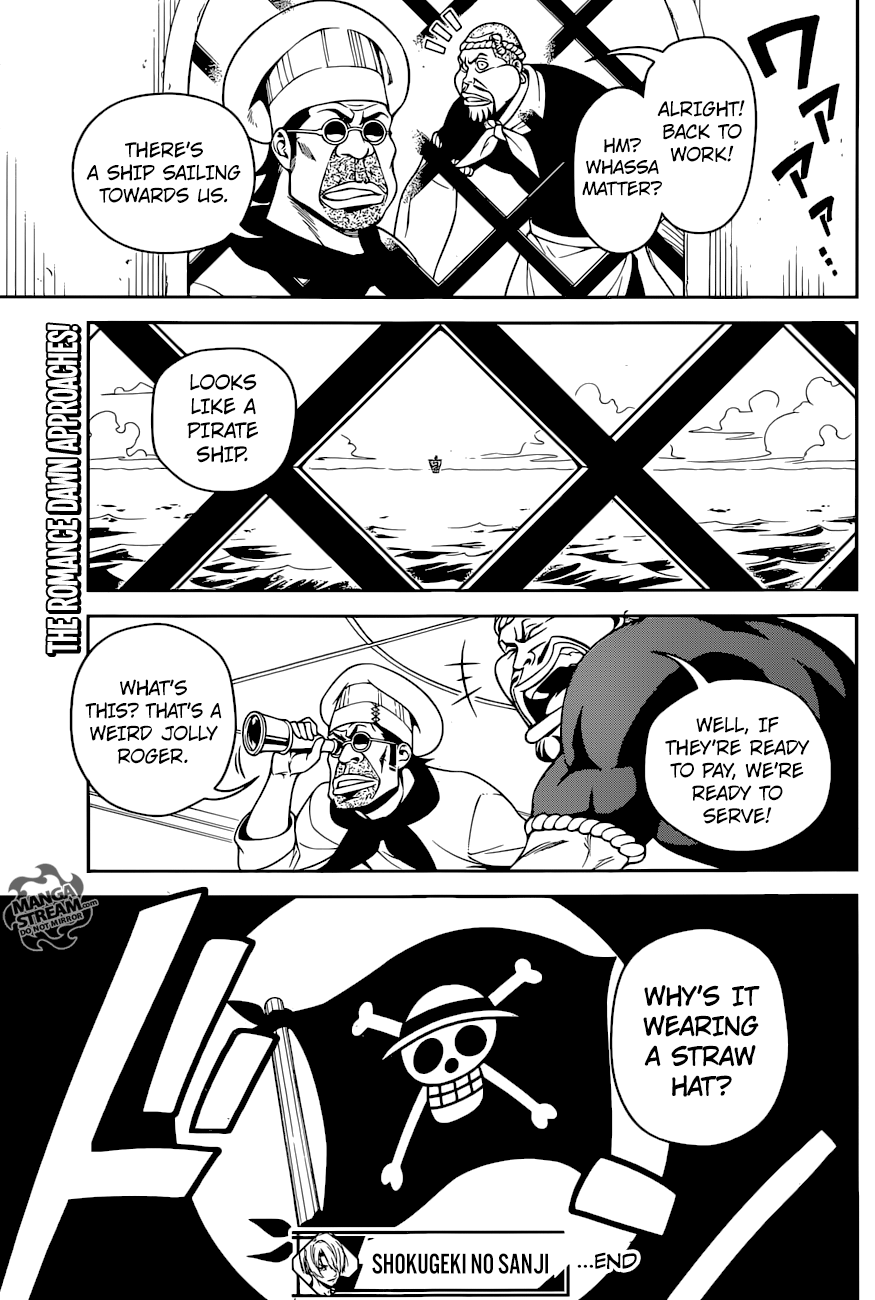 ALRIGHT!
BACK TO
WORK!
HM?
WHASSA
MATTER?
ワァァァ…
THERE'S
A SHIP SAILING
TOWARDS US.
THE ROMANCE DAWN APPROACHES!
LOOKS
LIKE A
PIRATE
SHIP.
WELL, IF
THEY'RE READY
TO PAY, WE'RE
READY TO
SERVE!
WHAT'S
THIS? THAT'S A
WEIRD JOLLY
ROGER.
MANGA
STREAM.com
DO NOT MIRROR
WHY'S IT
WEARING
A STRAW
HAT?
ドン
SHOKUGEKI NO SANJI
...END